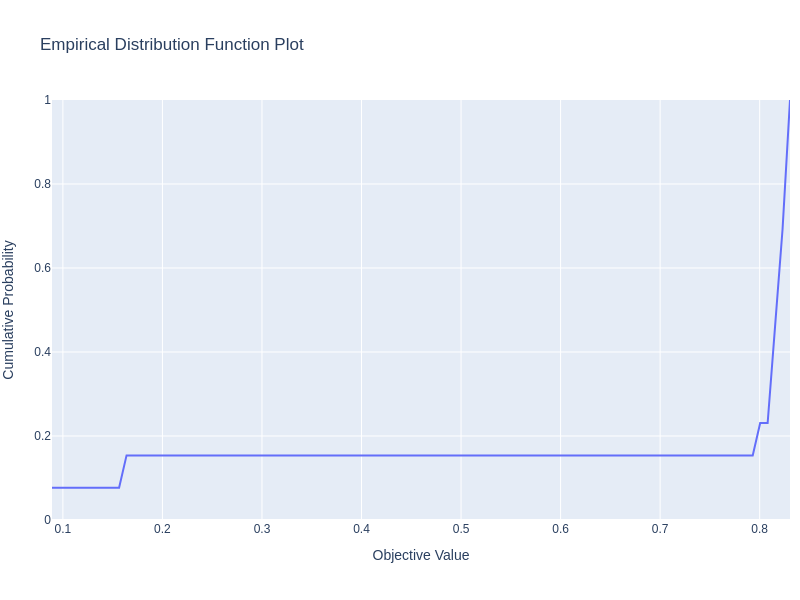 Empirical Distribution Function Plot
Cumulative Probability
1
0.8
0.6
0.4
0.2
0
0.1 0.2 0.3 0.4 0.5 0.6 0.7 0.8
Objective Value